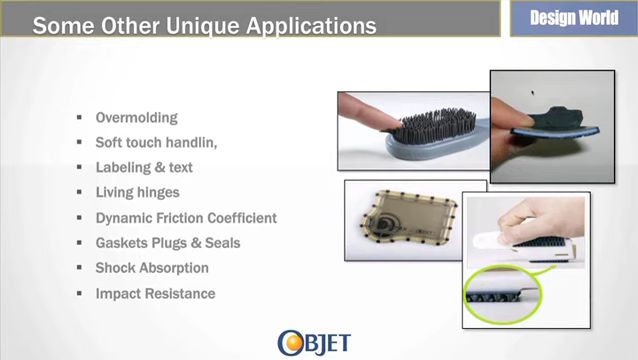 Some Other Unique Applications
Design World
Overmolding
Soft touch handlin,
Labeling & text
Living hinges
Dynamic Friction Coefficient
Gaskets Plugs & Seals
Shock Absorption
Impact Resistance
OBJET
OBJET